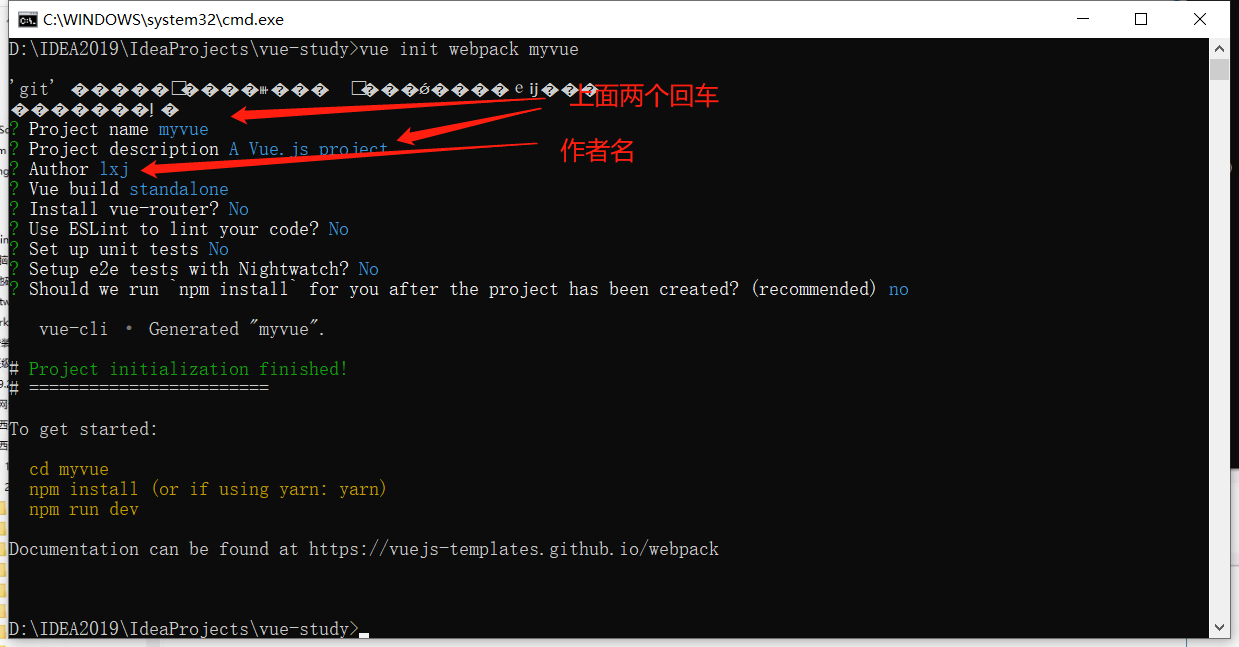 C:\WINDOWS\system32\cmd.exe
D:\IDEA2019\IdeaProjects\vue-study>vue init webpack myvue
'git'
上面两个回车
? Project name myvue
? Project description A Vue.js project
作者名
? Author lxj
? Vue build standalone
? Install vue-router? No
? Use ESLint to lint your code? No
? Set up unit tests No
? Setup e2e tests with Nightwatch? No
? Should we run `npm install` for you after the project has been created? (recommended) no
vue-cli · Generated "myvue".
# Project initialization finished!
# ========================
To get started:
cd myvue
npm install (or if using yarn: yarn)
npm run dev
Documentation can be found at https://vuejs-templates.github.io/webpack
D:\IDEA2019\IdeaProjects\vue-study>